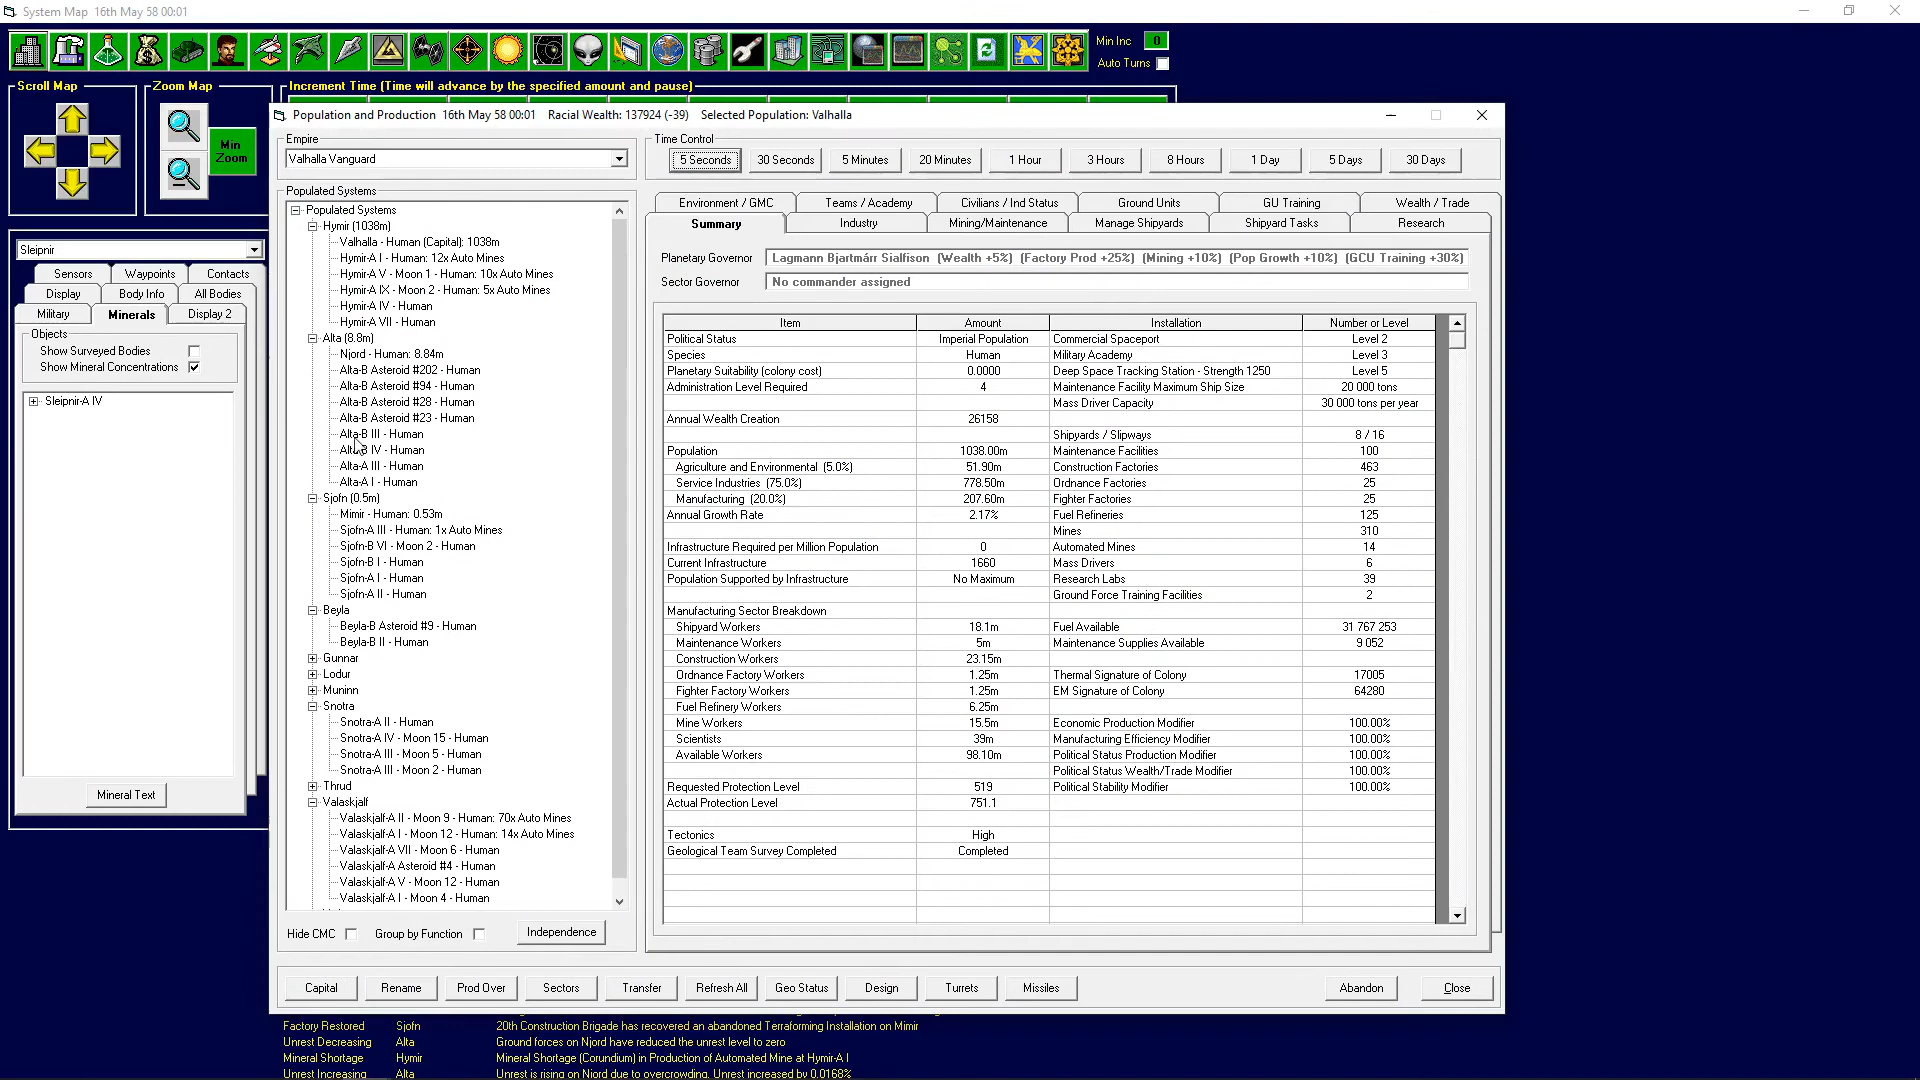 System Map   16th May 58 00:01
Min Inc 0
Auto Turns
Scroll Map
Zoom Map
Min Zoom
Increment Time (Time will advance by the specified amount and pause)
Population and Production   16th May 58 00:01   Racial Wealth: 137924 (-39)   Selected Population: Valhalla
Empire
Valhalla Vanguard
Time Control
5 Seconds
30 Seconds
5 Minutes
20 Minutes
1 Hour
3 Hours
8 Hours
1 Day
5 Days
30 Days
Sleipnir
Sensors
Waypoints
Contacts
Display
Body Info
All Bodies
Military
Minerals
Display 2
Objects
Show Surveyed Bodies
Show Mineral Concentrations
Sleipnir-A IV
Mineral Text
Populated Systems
Populated Systems
Hymir (1038m)
Valhalla - Human (Capital): 1038m
Hymir-A I - Human: 12x Auto Mines
Hymir-A V - Moon 1 - Human: 10x Auto Mines
Hymir-A IX - Moon 2 - Human: 5x Auto Mines
Hymir-A IV - Human
Hymir-A VII - Human
Alta (8.8m)
Njord - Human: 8.84m
Alta-B Asteroid #202 - Human
Alta-B Asteroid #94 - Human
Alta-B Asteroid #28 - Human
Alta-B Asteroid #23 - Human
Alta-B III - Human
Alta-B IV - Human
Alta-A III - Human
Alta-A I - Human
Sjofn (0.5m)
Mimir - Human: 0.53m
Sjofn-A III - Human: 1x Auto Mines
Sjofn-B VI - Moon 2 - Human
Sjofn-B I - Human
Sjofn-A I - Human
Sjofn-A II - Human
Beyla
Beyla-B Asteroid #9 - Human
Beyla-B II - Human
Gunnar
Lodur
Muninn
Snotra
Snotra-A II - Human
Snotra-A IV - Moon 15 - Human
Snotra-A III - Moon 5 - Human
Snotra-A III - Moon 2 - Human
Thrud
Valaskjalf
Valaskjalf-A II - Moon 9 - Human: 70x Auto Mines
Valaskjalf-A I - Moon 12 - Human: 14x Auto Mines
Valaskjalf-A VII - Moon 6 - Human
Valaskjalf-A Asteroid #4 - Human
Valaskjalf-A V - Moon 12 - Human
Valaskjalf-A I - Moon 4 - Human
Hide CMC
Group by Function
Independence
Environment / GMC
Teams / Academy
Civilians / Ind Status
Ground Units
GU Training
Wealth / Trade
Summary
Industry
Mining/Maintenance
Manage Shipyards
Shipyard Tasks
Research
Planetary Governor   Lagmann Bjartmárr Sialfison (Wealth +5%) (Factory Prod +25%) (Mining +10%) (Pop Growth +10%) (GCU Training +30%)
Sector Governor   No commander assigned
Item   Amount   Installation   Number or Level
Political Status   Imperial Population   Commercial Spaceport   Level 2
Species   Human   Military Academy   Level 3
Planetary Suitability (colony cost)   0.0000   Deep Space Tracking Station - Strength 1250   Level 5
Administration Level Required   4   Maintenance Facility Maximum Ship Size   20 000 tons
Mass Driver Capacity   30 000 tons per year
Annual Wealth Creation   26158
Shipyards / Slipways   8 / 16
Population   1038.00m   Maintenance Facilities   100
Agriculture and Environmental (5.0%)   51.90m   Construction Factories   463
Service Industries (75.0%)   778.50m   Ordnance Factories   25
Manufacturing (20.0%)   207.60m   Fighter Factories   25
Annual Growth Rate   2.17%   Fuel Refineries   125
Mines   310
Infrastructure Required per Million Population   0   Automated Mines   14
Current Infrastructure   1660   Mass Drivers   6
Population Supported by Infrastructure   No Maximum   Research Labs   39
Ground Force Training Facilities   2
Manufacturing Sector Breakdown
Shipyard Workers   18.1m   Fuel Available   31 767 253
Maintenance Workers   5m   Maintenance Supplies Available   9 052
Construction Workers   23.15m
Ordnance Factory Workers   1.25m   Thermal Signature of Colony   17005
Fighter Factory Workers   1.25m   EM Signature of Colony   64280
Fuel Refinery Workers   6.25m
Mine Workers   15.5m   Economic Production Modifier   100.00%
Scientists   39m   Manufacturing Efficiency Modifier   100.00%
Available Workers   98.10m   Political Status Production Modifier   100.00%
Political Status Wealth/Trade Modifier   100.00%
Requested Protection Level   519   Political Stability Modifier   100.00%
Actual Protection Level   751.1
Tectonics   High
Geological Team Survey Completed   Completed
Capital
Rename
Prod Over
Sectors
Transfer
Refresh All
Geo Status
Design
Turrets
Missiles
Abandon
Close
Factory Restored   Sjofn   20th Construction Brigade has recovered an abandoned Terraforming Installation on Mimir
Unrest Decreasing   Alta   Ground forces on Njord have reduced the unrest level to zero
Mineral Shortage   Hymir   Mineral Shortage (Corundium) in Production of Automated Mine at Hymir-A I
Unrest Increasing   Alta   Unrest is rising on Njord due to overcrowding. Unrest increased by 0.0168%